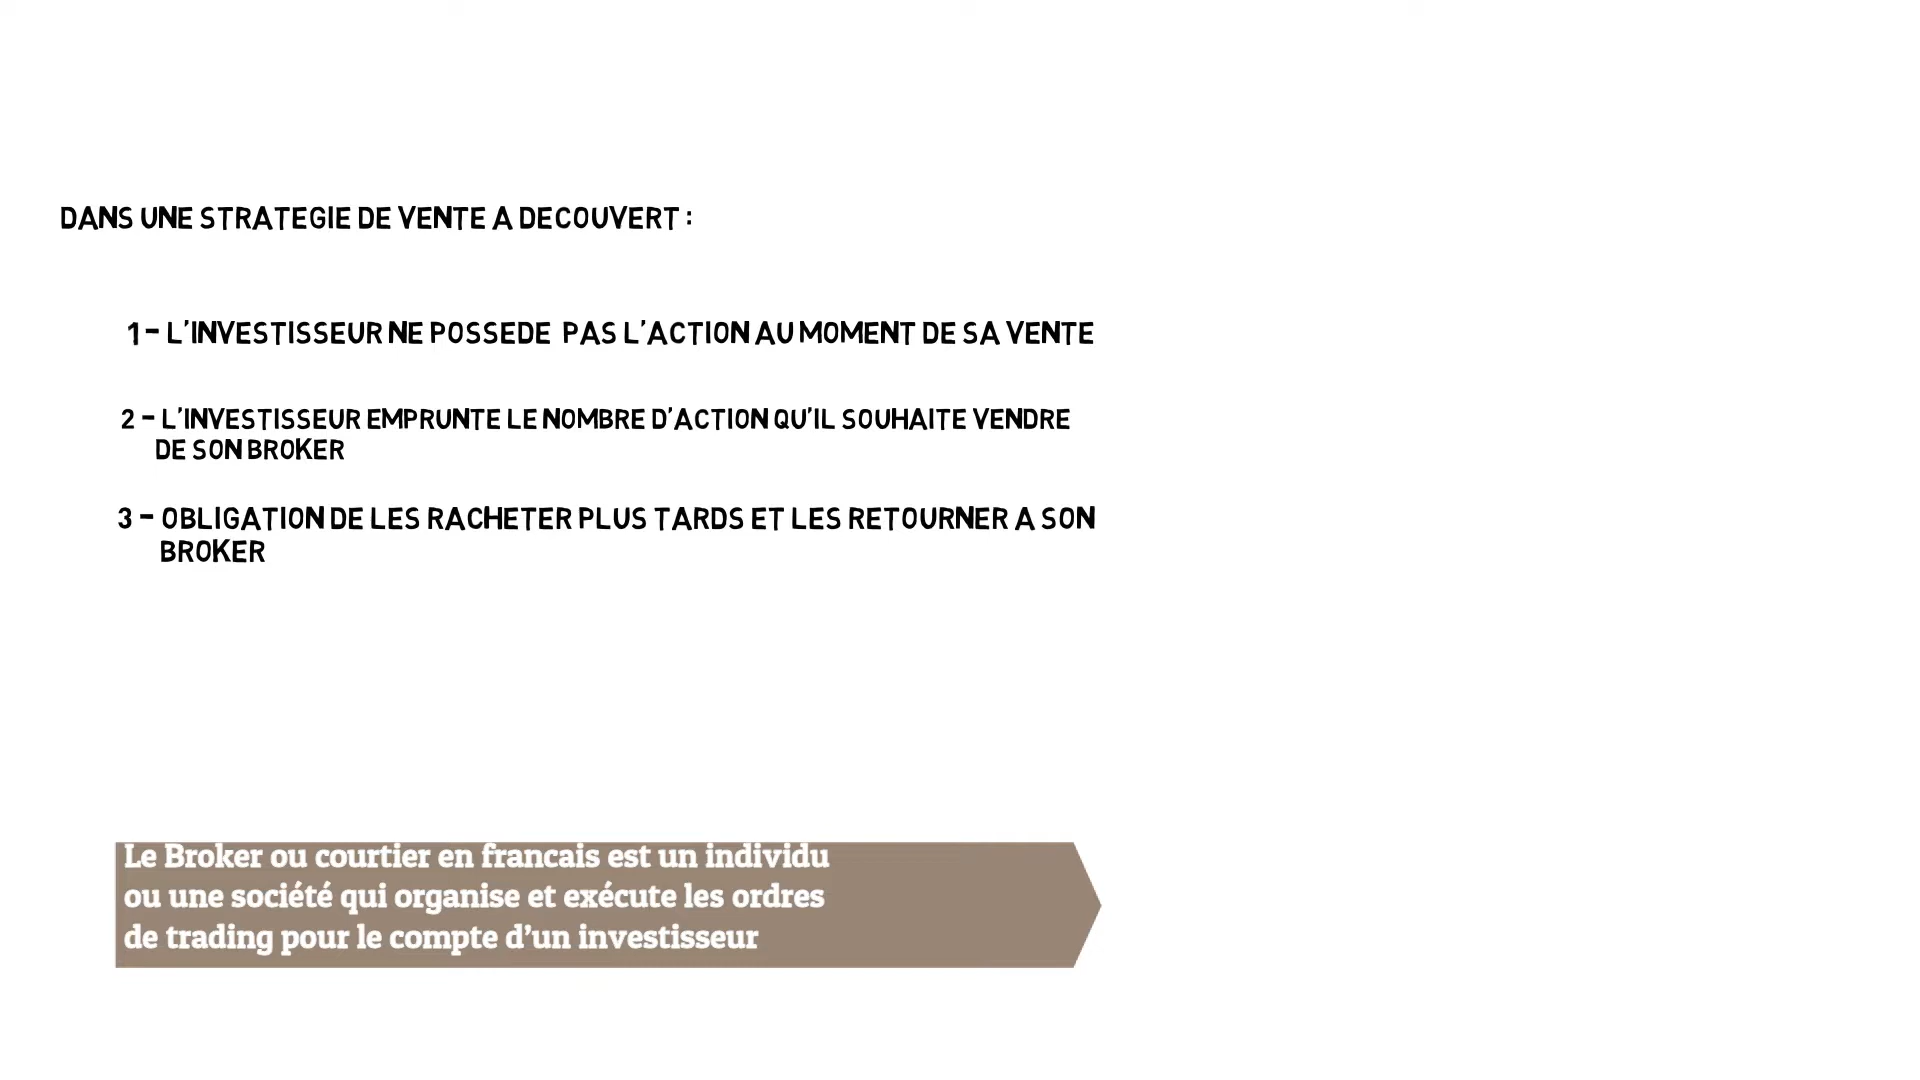 DANS UNE STRATEGIE DE VENTE A DECOUVERT :
1 - L'INVESTISSEUR NE POSSEDE PAS L'ACTION AU MOMENT DE SA VENTE
2 - L'INVESTISSEUR EMPRUNTE LE NOMBRE D'ACTION QU'IL SOUHAITE VENDRE
DE SON BROKER
3 - OBLIGATION DE LES RACHETER PLUS TARDS ET LES RETOURNER A SON
BROKER
Le Broker ou courtier en francais est un individu
ou une société qui organise et exécute les ordres
de trading pour le compte d'un investisseur